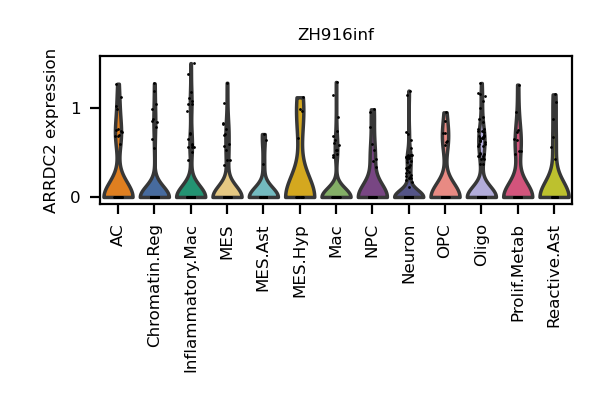 ZH916inf
ARRDC2 expression
1
0
AC
Chromatin.Reg
Inflammatory.Mac
MES
MES.Ast
MES.Hyp
Mac
NPC
Neuron
OPC
Oligo
Prolif.Metab
Reactive.Ast